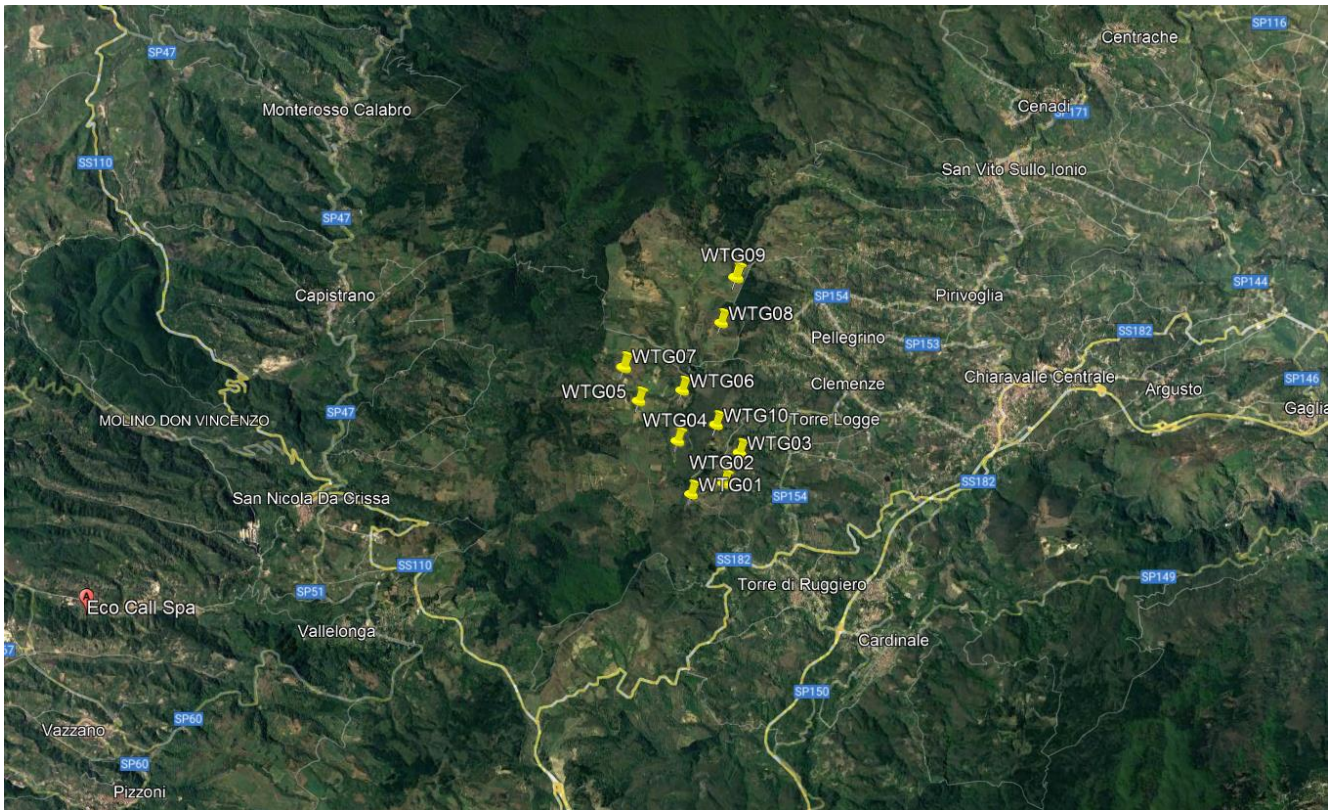 Centrache
SP116
SP47
Monterosso Calabro
Cenadi
SP171
SS110
San Vito Sullo Ionio
SP47
WTG09
Capistrano
SP154
Pirivoglia
SP144
WTG08
SS182
Pellegrino
SP153
WTG07
Chiaravalle Centrale
WTG06
Clemenze
SP146
Argusto
WTG05
SP47
MOLINO DON VINCENZO
WTG04
WTG10
Torre Logge
Gaglia
WTG03
WTG02
SS182
WTG01
San Nicola Da Crissa
SP154
SS182
SS110
SP149
Torre di Ruggiero
SP51
A
Eco Call Spa
Vallelonga
Cardinale
57
SP150
SP60
Vazzano
SP60
Pizzoni